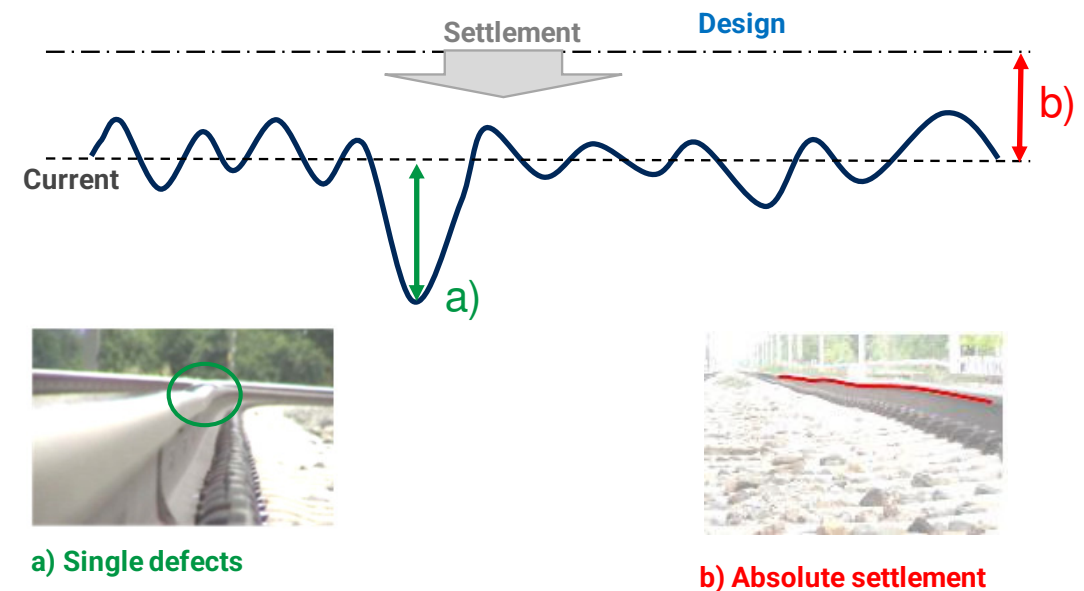 Settlement
Design
b)
Current
a)
a) Single defects
b) Absolute settlement